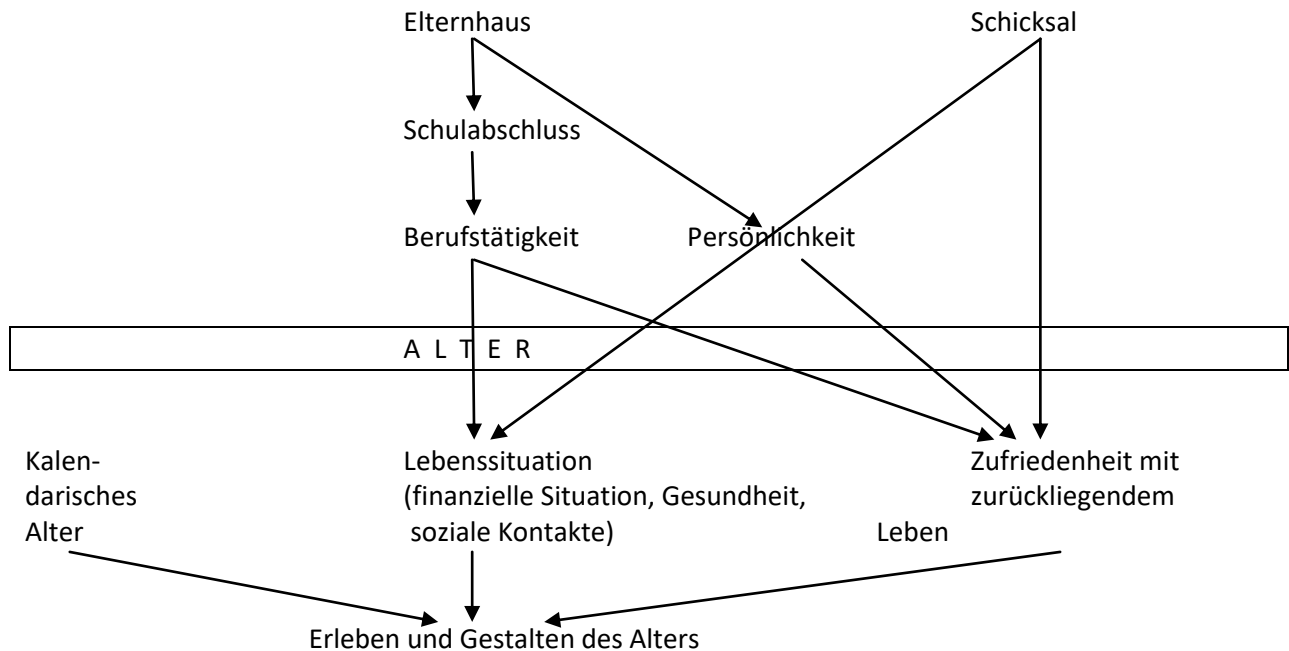 Elternhaus Schicksal
Schulabschluss
Berufstätigkeit Persönlichkeit
A L T E R
Kalen- Lebenssituation Zufriedenheit mit
darisches (finanzielle Situation, Gesundheit, zurückliegendem
Alter soziale Kontakte) Leben
Erleben und Gestalten des Alters